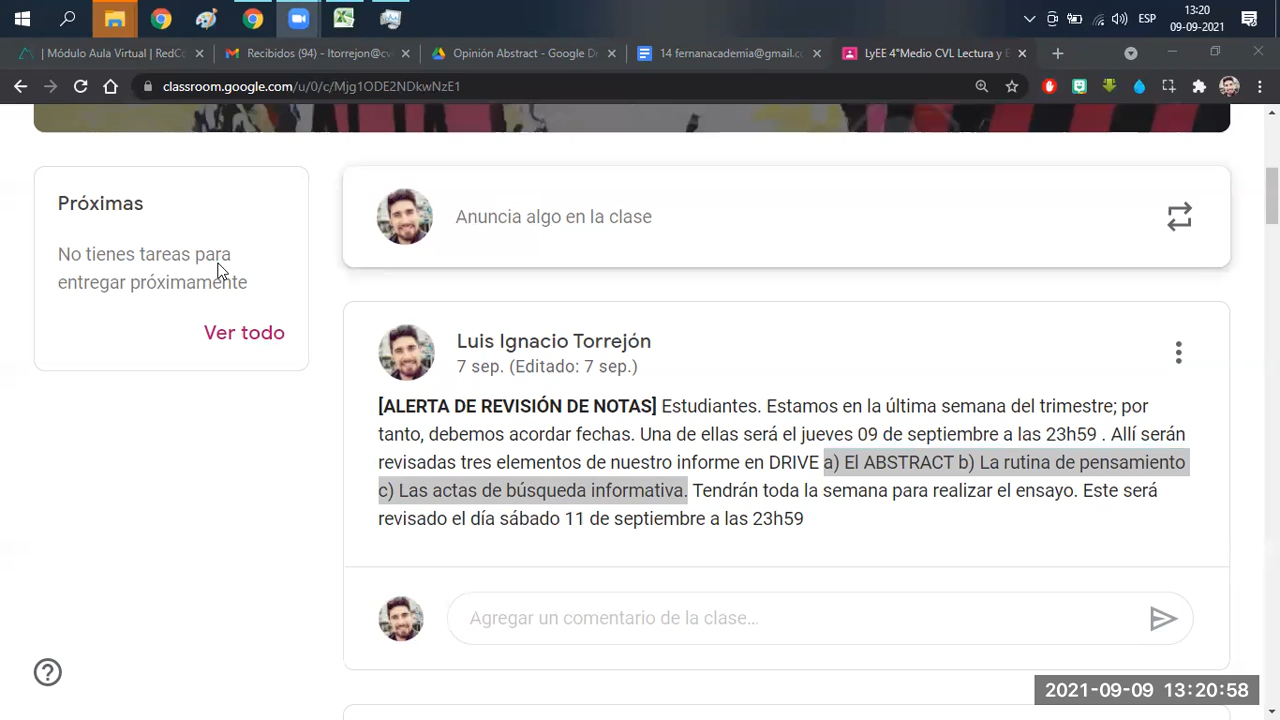 13:20
ESP
09-09-2021
Módulo Aula Virtual | RedC
Recibidos (94) - ltorrejon@cv
Opinión Abstract - Google D
14 fernanacademia@gmail.c
LyEE 4°Medio CVL Lectura y E
classroom.google.com/u/0/c/Mjg1ODE2NDkwNzE1
Próximas
No tienes tareas para
entregar próximamente
Ver todo
Anuncia algo en la clase
Luis Ignacio Torrejón
7 sep. (Editado: 7 sep.)
[ALERTA DE REVISIÓN DE NOTAS] Estudiantes. Estamos en la última semana del trimestre; por
tanto, debemos acordar fechas. Una de ellas será el jueves 09 de septiembre a las 23h59 . Allí serán
revisadas tres elementos de nuestro informe en DRIVE a) El ABSTRACT b) La rutina de pensamiento
c) Las actas de búsqueda informativa. Tendrán toda la semana para realizar el ensayo. Este será
revisado el día sábado 11 de septiembre a las 23h59
Agregar un comentario de la clase...
2021-09-09 13:20:58